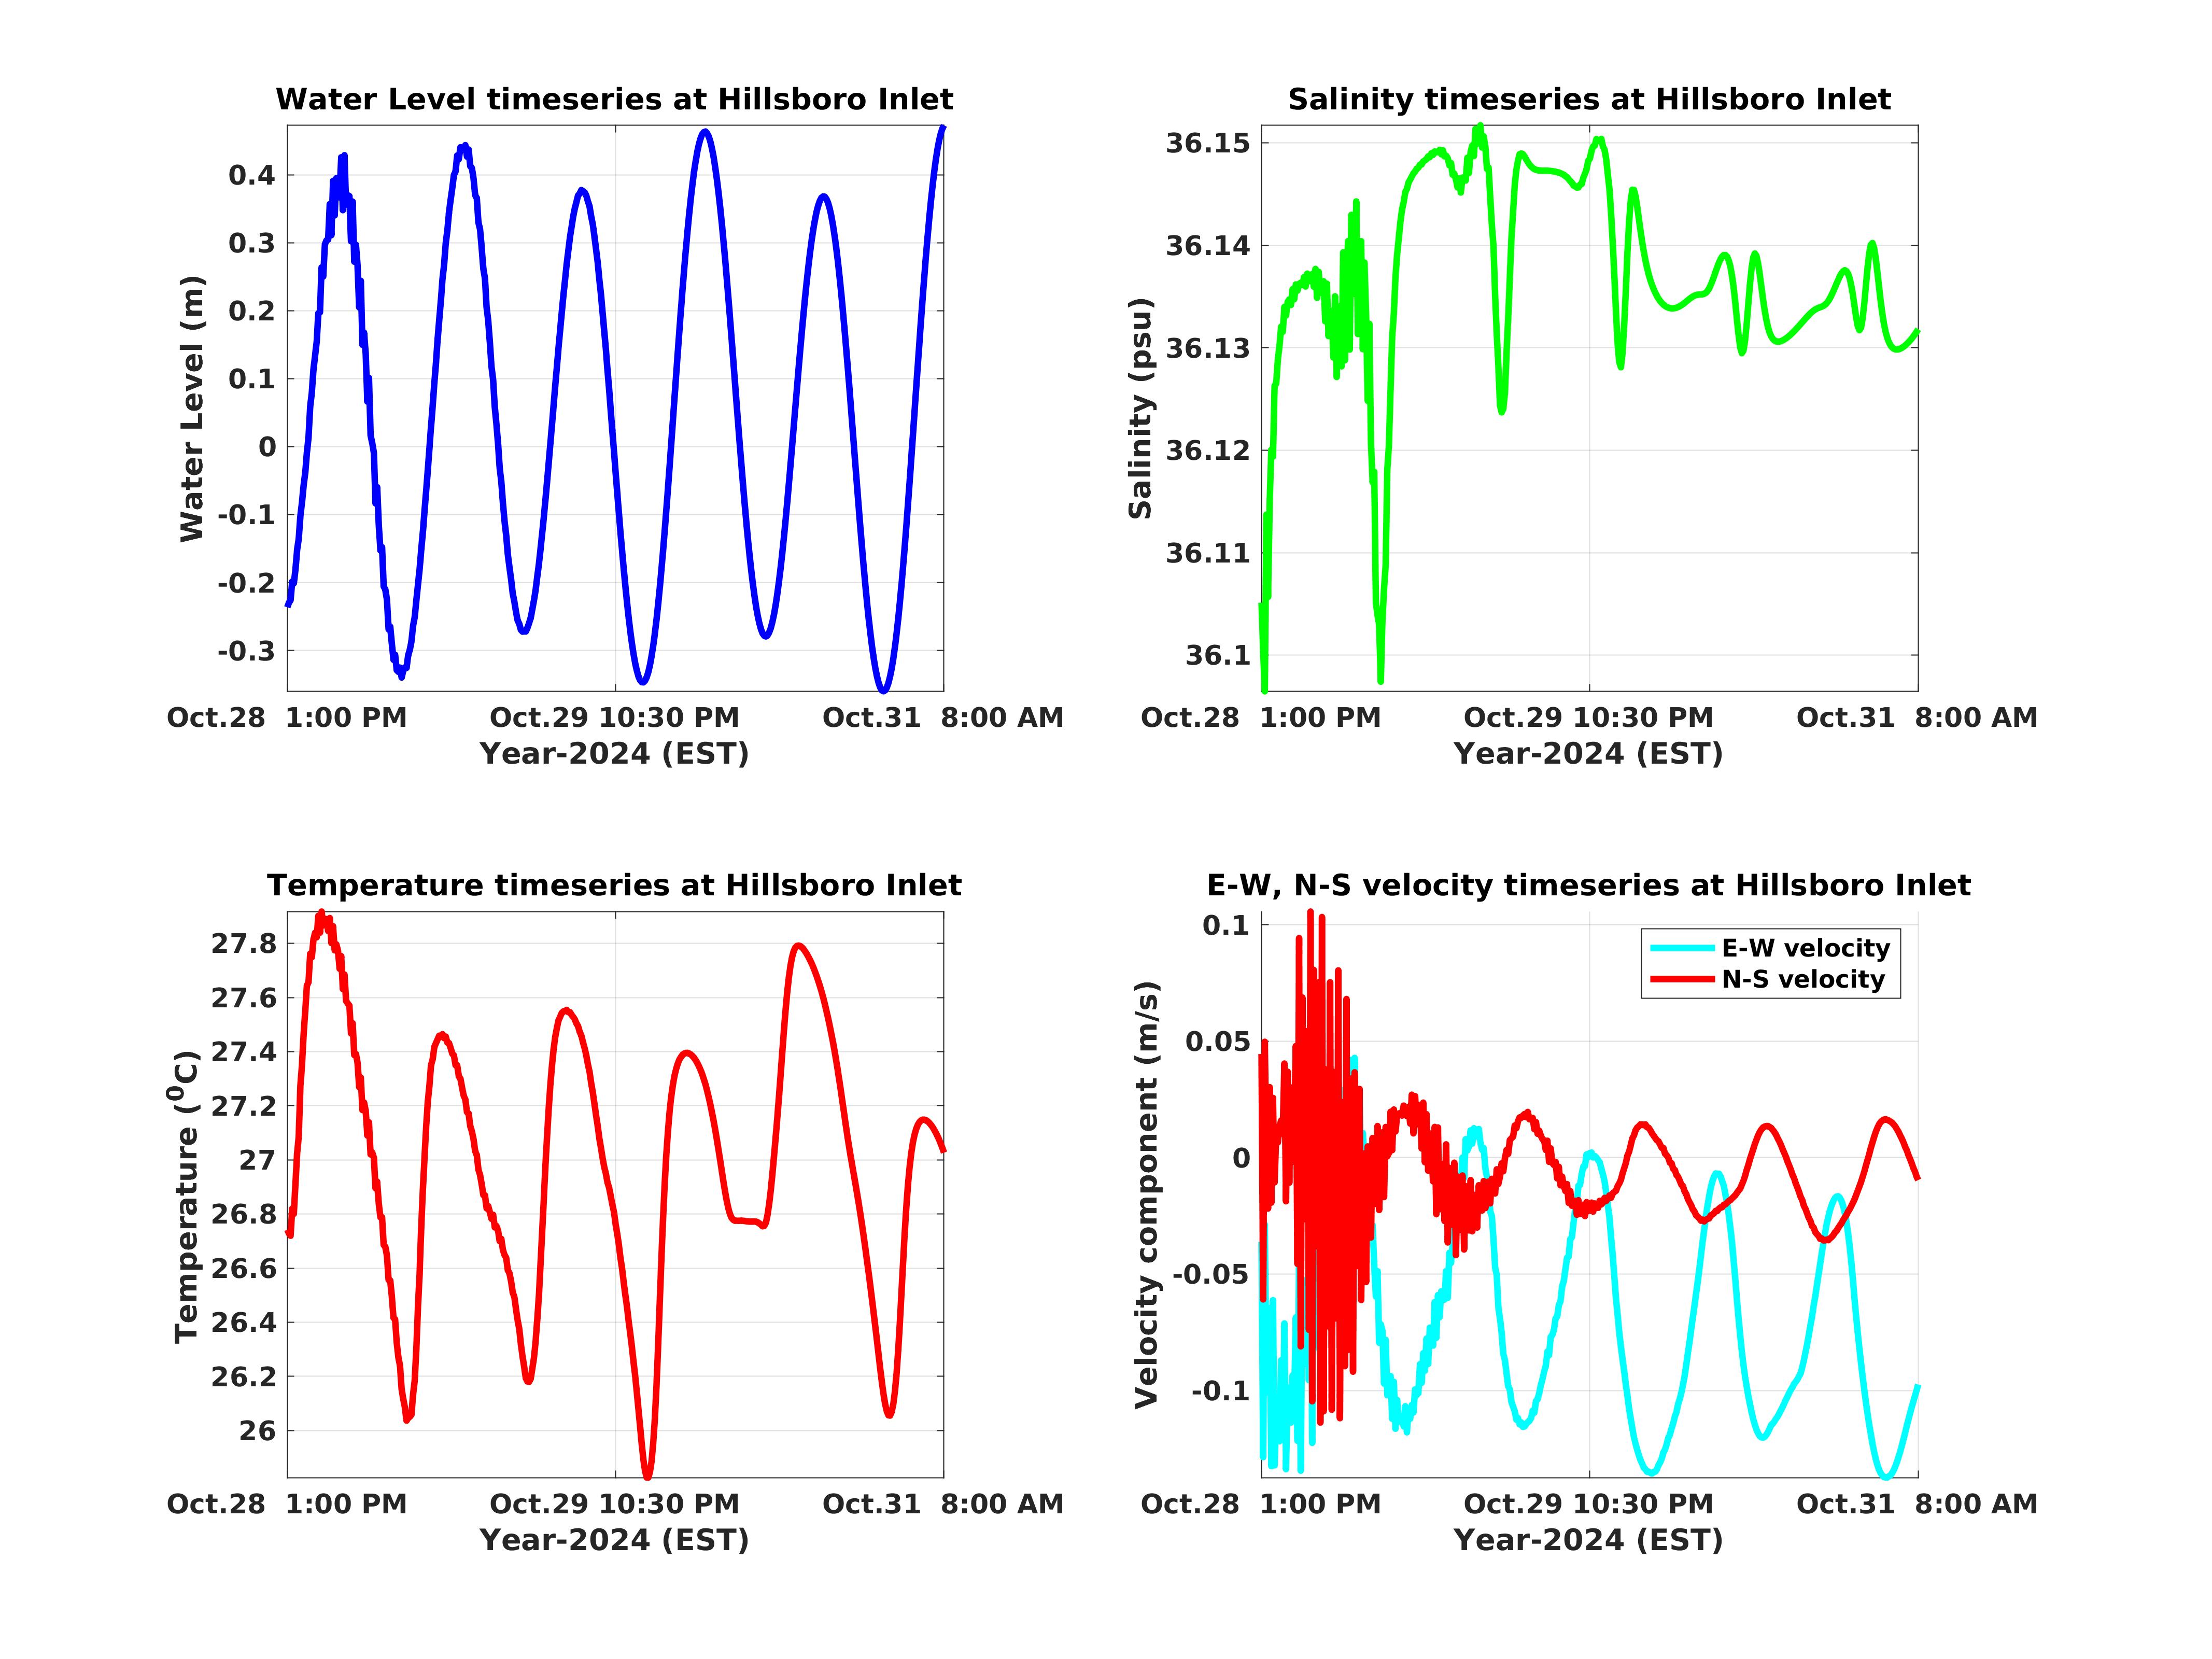 Water Level timeseries at Hillsboro Inlet
Water Level (m)
0.4
0.3
0.2
0.1
0
-0.1
-0.2
-0.3
Oct.28 1:00 PM
Oct.29 10:30 PM
Oct.31 8:00 AM
Year-2024 (EST)
Salinity timeseries at Hillsboro Inlet
Salinity (psu)
36.15
36.14
36.13
36.12
36.11
36.1
Oct.28 1:00 PM
Oct.29 10:30 PM
Oct.31 8:00 AM
Year-2024 (EST)
Temperature timeseries at Hillsboro Inlet
Temperature (⁰C)
27.8
27.6
27.4
27.2
27
26.8
26.6
26.4
26.2
26
Oct.28 1:00 PM
Oct.29 10:30 PM
Oct.31 8:00 AM
Year-2024 (EST)
E-W, N-S velocity timeseries at Hillsboro Inlet
Velocity component (m/s)
0.1
0.05
0
-0.05
-0.1
E-W velocity
N-S velocity
Oct.28 1:00 PM
Oct.29 10:30 PM
Oct.31 8:00 AM
Year-2024 (EST)